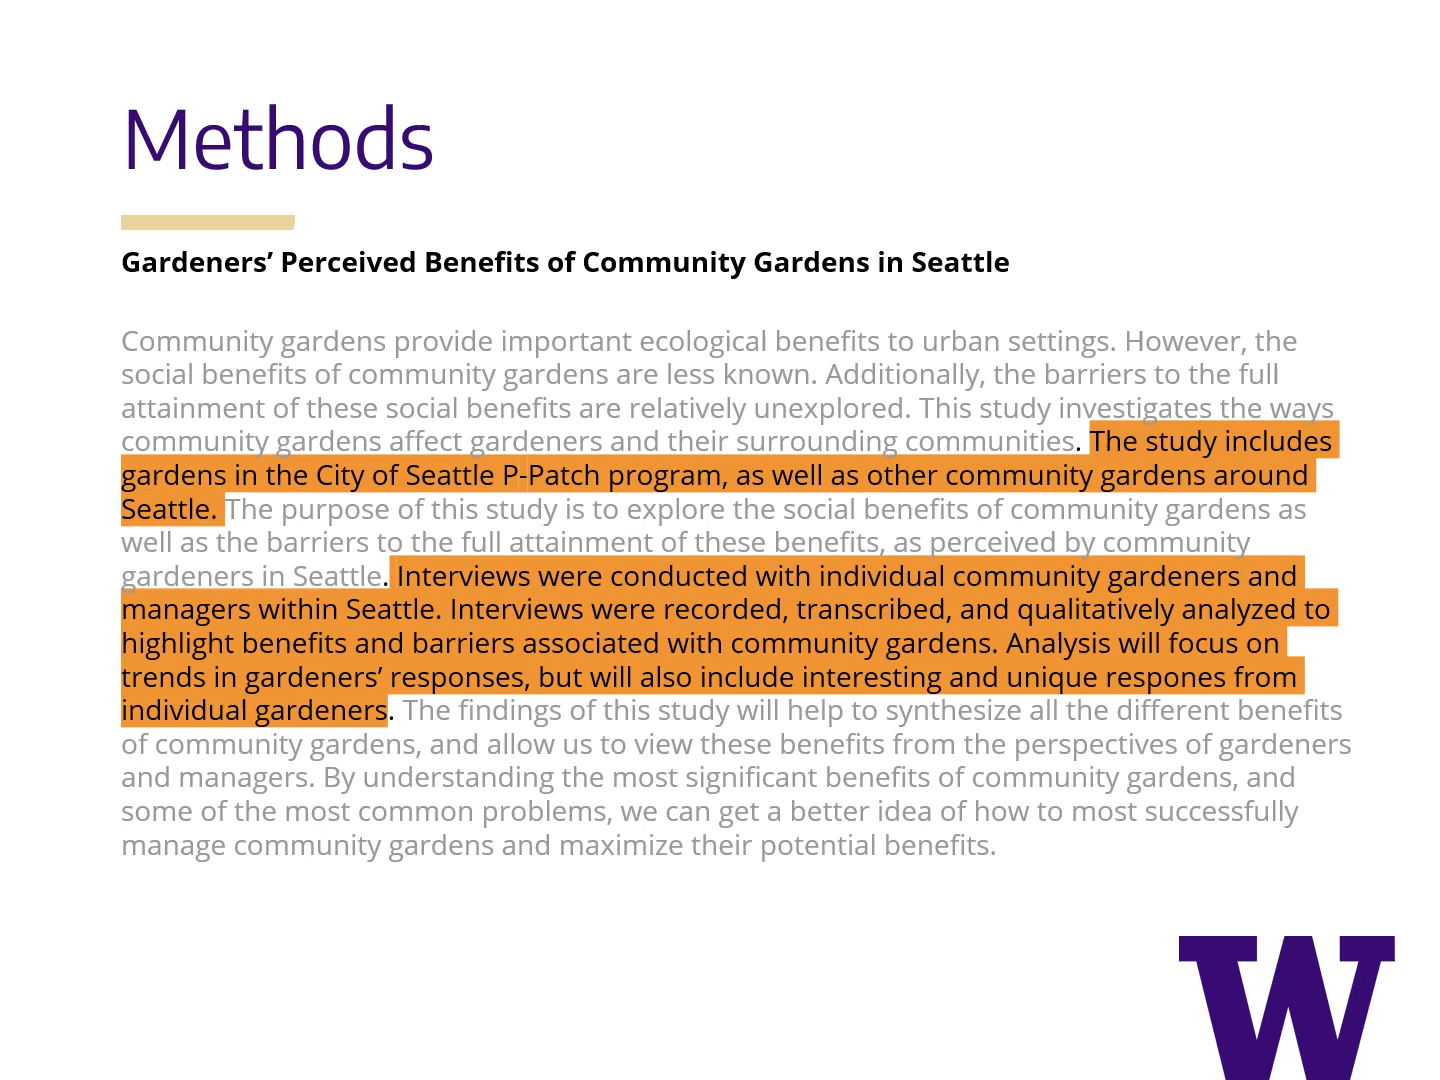 Methods
Gardeners’ Perceived Benefits of Community Gardens in Seattle
Community gardens provide important ecological benefits to urban settings. However, the
social benefits of community gardens are less known. Additionally, the barriers to the full
attainment of these social benefits are relatively unexplored. This study investigates the ways
community gardens affect gardeners and their surrounding communities. The study includes
gardens in the City of Seattle P-Patch program, as well as other community gardens around
Seattle. The purpose of this study is to explore the social benefits of community gardens as
well as the barriers to the full attainment of these benefits, as perceived by community
gardeners in Seattle. Interviews were conducted with individual community gardeners and
managers within Seattle. Interviews were recorded, transcribed, and qualitatively analyzed to
highlight benefits and barriers associated with community gardens. Analysis will focus on
trends in gardeners’ responses, but will also include interesting and unique respones from
individual gardeners. The findings of this study will help to synthesize all the different benefits
of community gardens, and allow us to view these benefits from the perspectives of gardeners
and managers. By understanding the most significant benefits of community gardens, and
some of the most common problems, we can get a better idea of how to most successfully
manage community gardens and maximize their potential benefits.
W